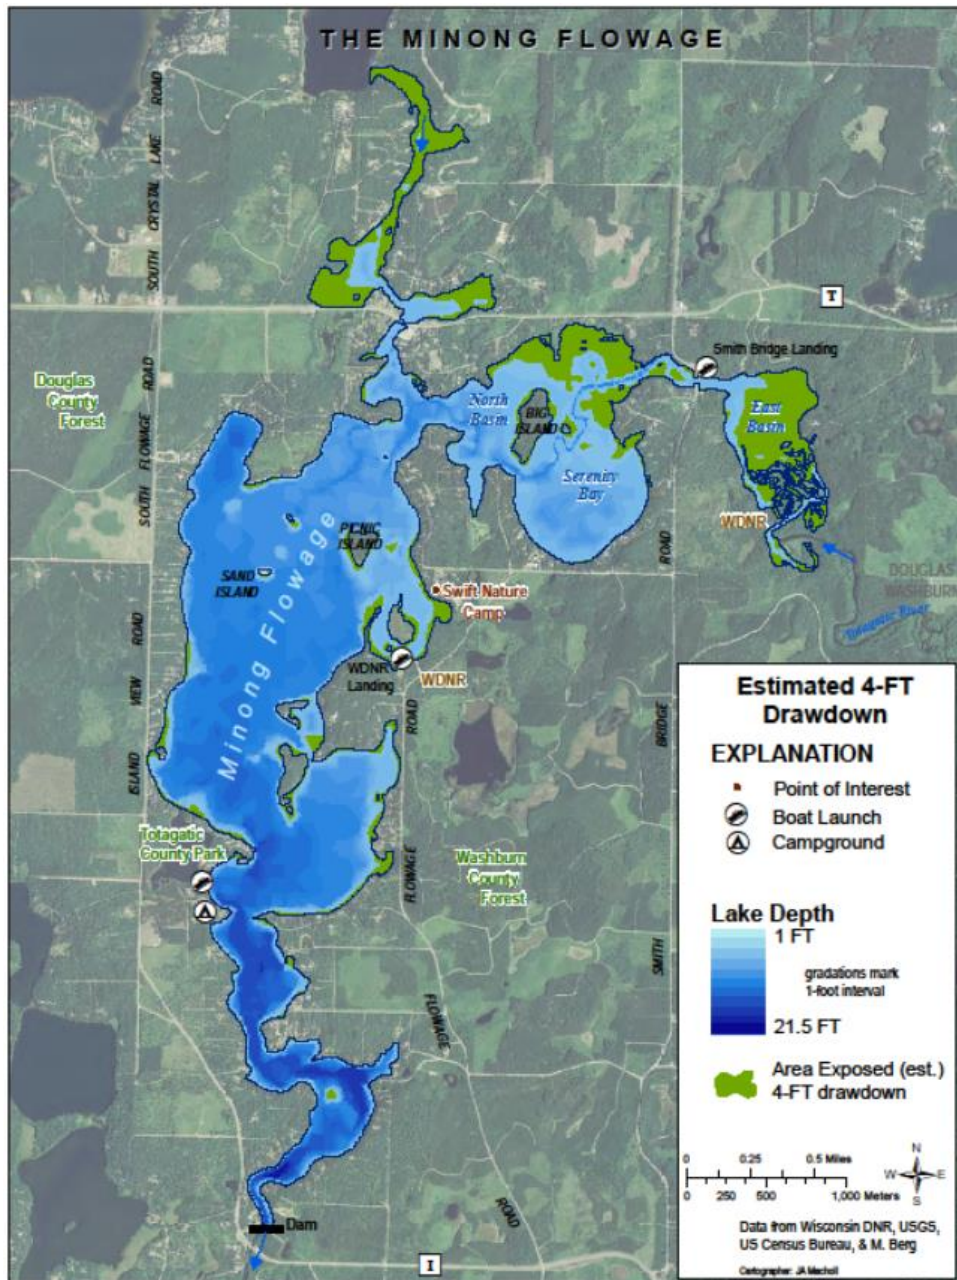 THE MINONG FLOWAGE
SOUTH CRYSTAL LAKE ROAD
T
Smith Bridge Landing
Douglas
County
Forest
SOUTH FLOWAGE ROAD
North
Basin
BIG
ISLAND
East
Basin
Serenity
Bay
WDNR
PICNIC
ISLAND
SAND
ISLAND
Minong Flowage
Swift Nature
Camp
ROAD
DOUGLAS
WASHBURN
Totagatic River
WDNR
Landing
WDNR
ISLAND VIEW ROAD
FLOWAGE ROAD
SMITH BRIDGE
Totagatic
County Park
Washburn
County
Forest
FLOWAGE
ROAD
Dam
I
Estimated 4-FT
Drawdown
EXPLANATION
Point of Interest
Boat Launch
Campground
Lake Depth
1 FT
gradations mark
1-foot interval
21.5 FT
Area Exposed (est.)
4-FT drawdown
0 0.25 0.5 Miles
0 250 500 1,000 Meters
N
W E
S
Data from Wisconsin DNR, USGS,
US Census Bureau, & M. Berg
Cartographer: JA Macholl